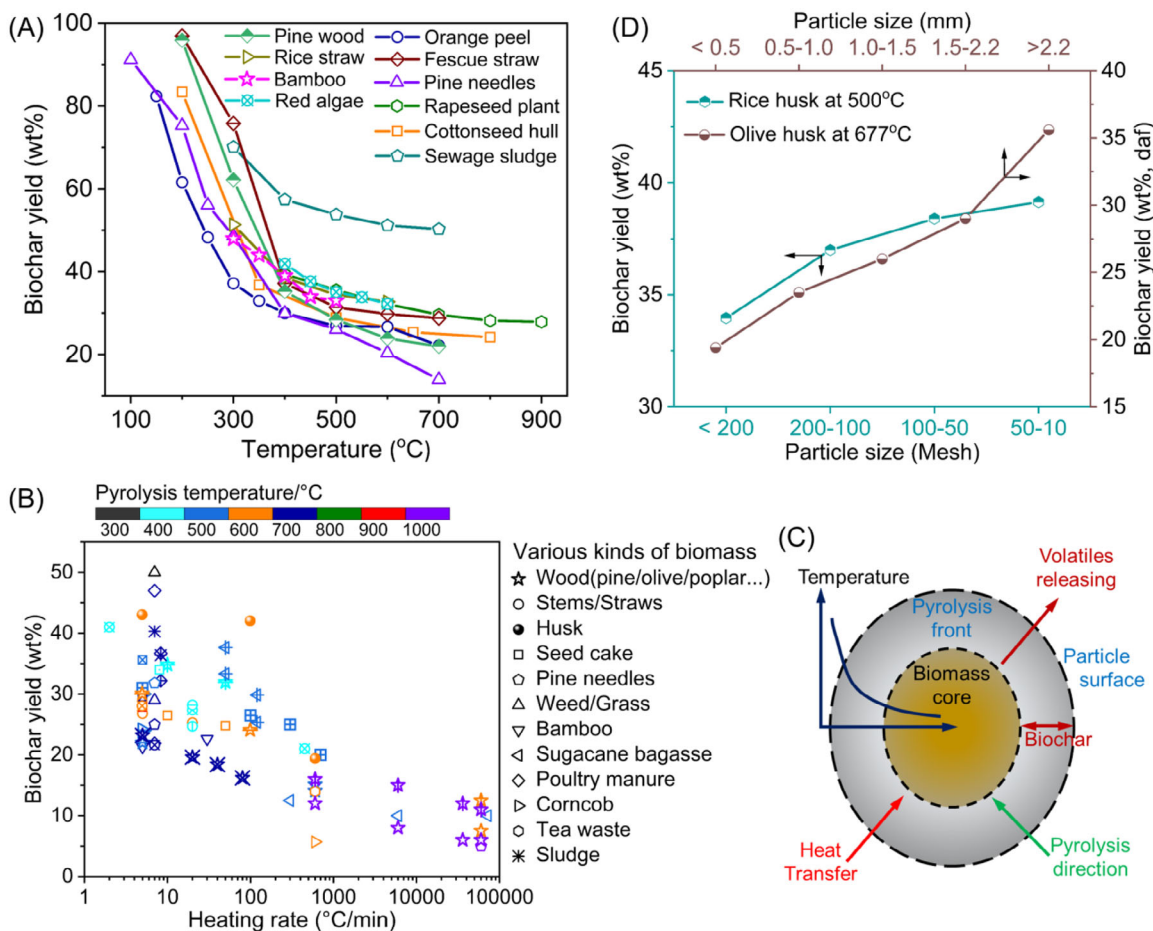 (A)
Biochar yield (wt%)
100
80
60
40
20
100
300
500
700
900
Temperature (°C)
Pine wood
Rice straw
Bamboo
Red algae
Orange peel
Fescue straw
Pine needles
Rapeseed plant
Cottonseed hull
Sewage sludge
(D)
Particle size (mm)
< 0.5
0.5-1.0
1.0-1.5
1.5-2.2
>2.2
Biochar yield (wt%)
45
40
35
30
Rice husk at 500°C
Olive husk at 677°C
40
35
30
25
20
15
Biochar yield (wt%, daf)
< 200
200-100
100-50
50-10
Particle size (Mesh)
(B)
Pyrolysis temperature/°C
300
400
500
600
700
800
900
1000
Biochar yield (wt%)
50
40
30
20
10
0
1
10
100
1000
10000
100000
Heating rate (°C/min)
Various kinds of biomass
Wood(pine/olive/poplar...)
Stems/Straws
Husk
Seed cake
Pine needles
Weed/Grass
Bamboo
Sugacane bagasse
Poultry manure
Corncob
Tea waste
Sludge
(C)
Temperature
Volatiles
releasing
Pyrolysis
front
Particle
surface
Biomass
core
Biochar
Heat
Transfer
Pyrolysis
direction